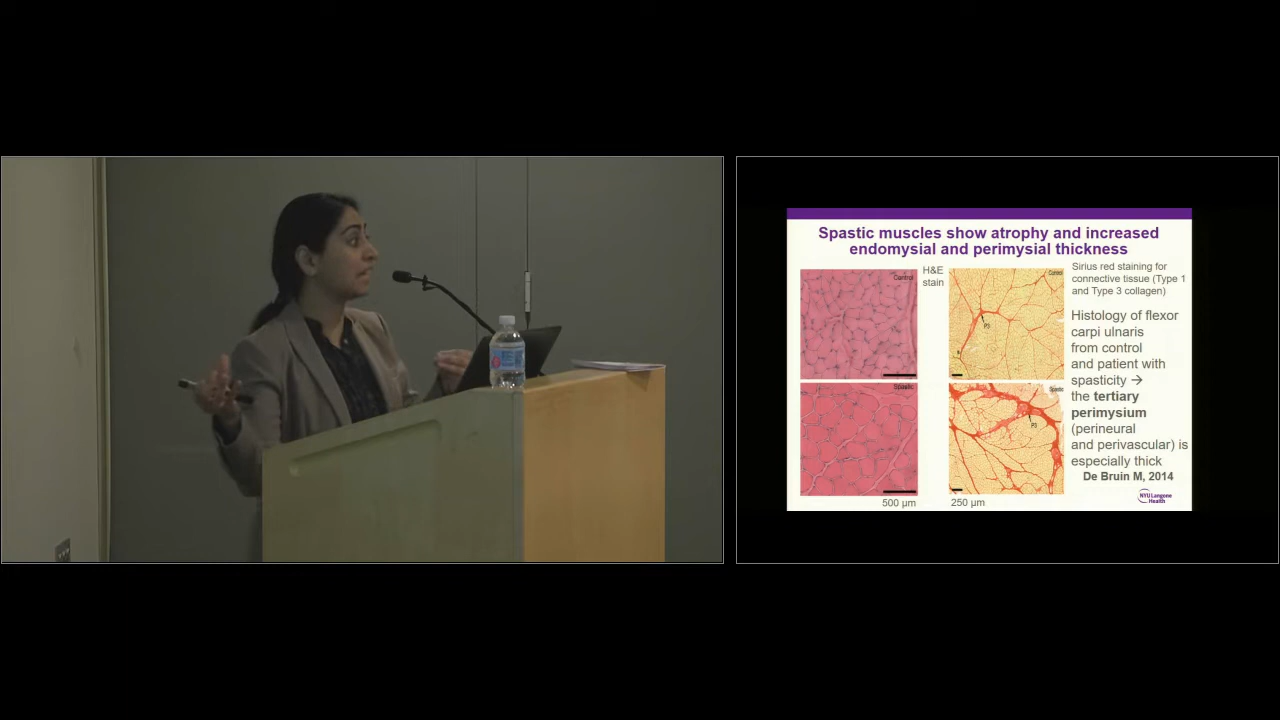 Spastic muscles show atrophy and increased
endomysial and perimysial thickness
Control
H&E
stain
Control
P3
Sirius red staining for
connective tissue (Type 1
and Type 3 collagen)
Spastic
Spastic
P3
Histology of flexor
carpi ulnaris
from control
and patient with
spasticity →
the tertiary
perimysium
(perineural
and perivascular) is
especially thick
De Bruin M, 2014
500 µm
250 µm
NYU Langone
Health